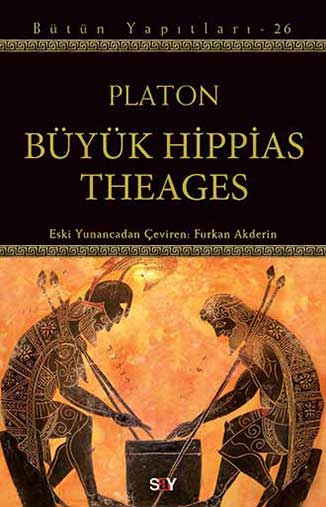 Bütün Yapıtları - 26
PLATON
BÜYÜK HİPPİAS
THEAGES
Eski Yunancadan Çeviren: Furkan Akderin
SAY